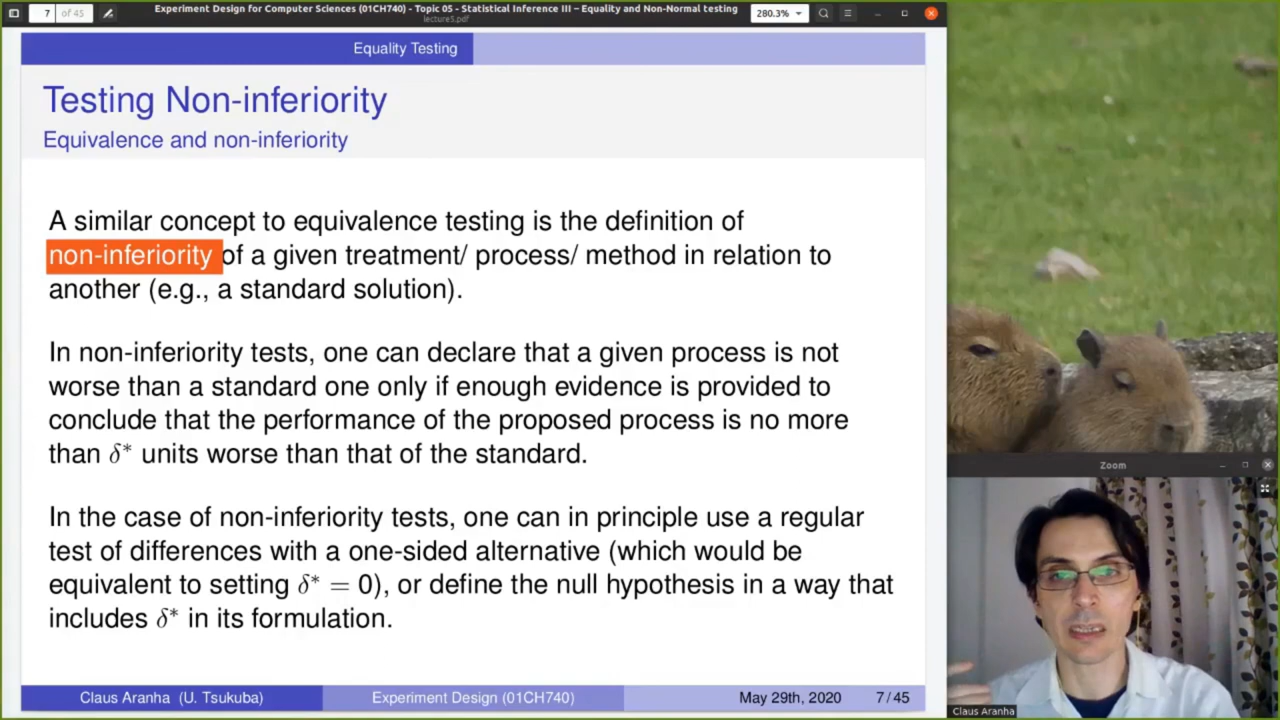 7
of 45
Experiment Design for Computer Sciences (01CH740) - Topic 05 - Statistical Inference III – Equality and Non-Normal testing
lecture5.pdf
280.3%
Equality Testing
Testing Non-inferiority
Equivalence and non-inferiority
A similar concept to equivalence testing is the definition of
non-inferiority of a given treatment/ process/ method in relation to
another (e.g., a standard solution).
In non-inferiority tests, one can declare that a given process is not
worse than a standard one only if enough evidence is provided to
conclude that the performance of the proposed process is no more
than δ* units worse than that of the standard.
In the case of non-inferiority tests, one can in principle use a regular
test of differences with a one-sided alternative (which would be
equivalent to setting δ* = 0), or define the null hypothesis in a way that
includes δ* in its formulation.
Claus Aranha (U. Tsukuba)
Experiment Design (01CH740)
May 29th, 2020
7 / 45
Zoom
Claus Aranha